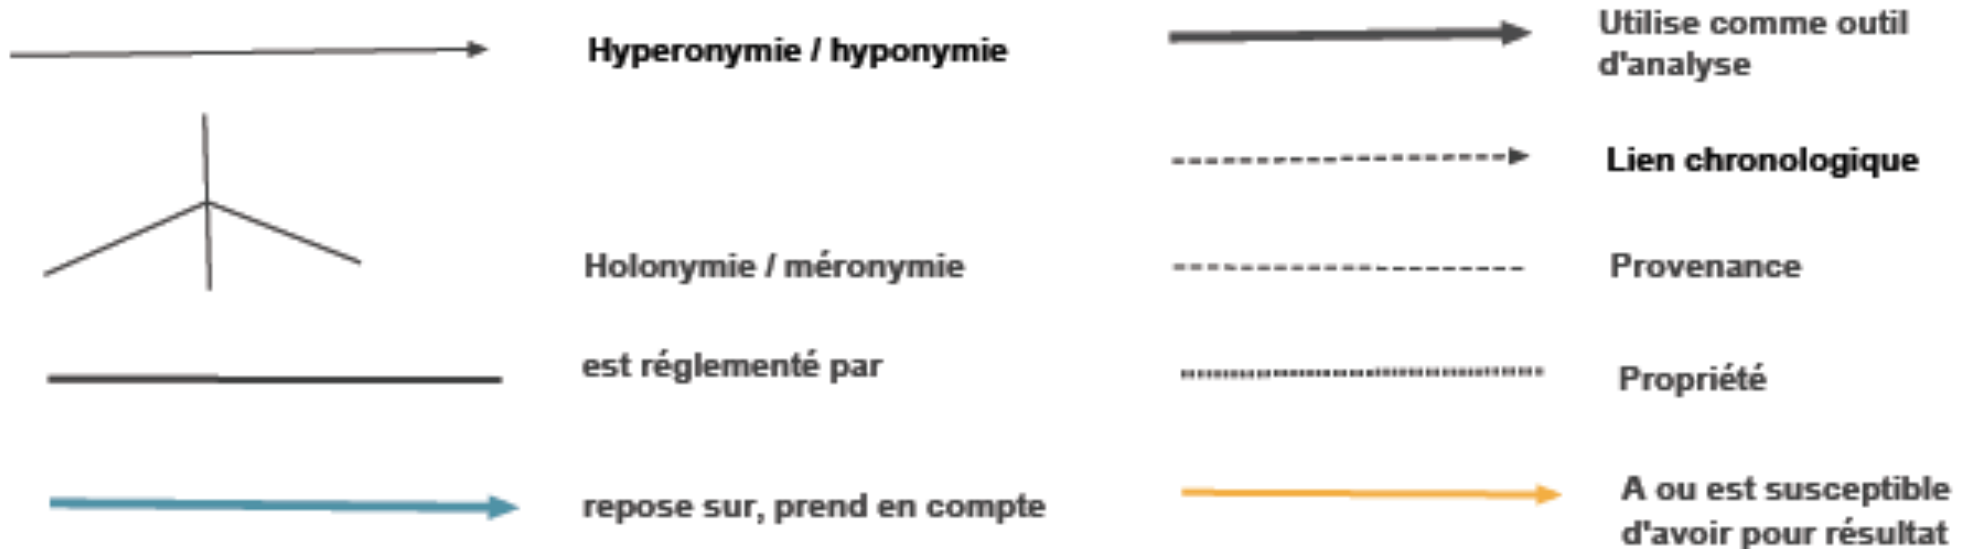 Hyperonymie / hyponymie
Holonymie / méronymie
est réglementé par
repose sur, prend en compte
Utilise comme outil
d'analyse
Lien chronologique
Provenance
Propriété
A ou est susceptible
d'avoir pour résultat